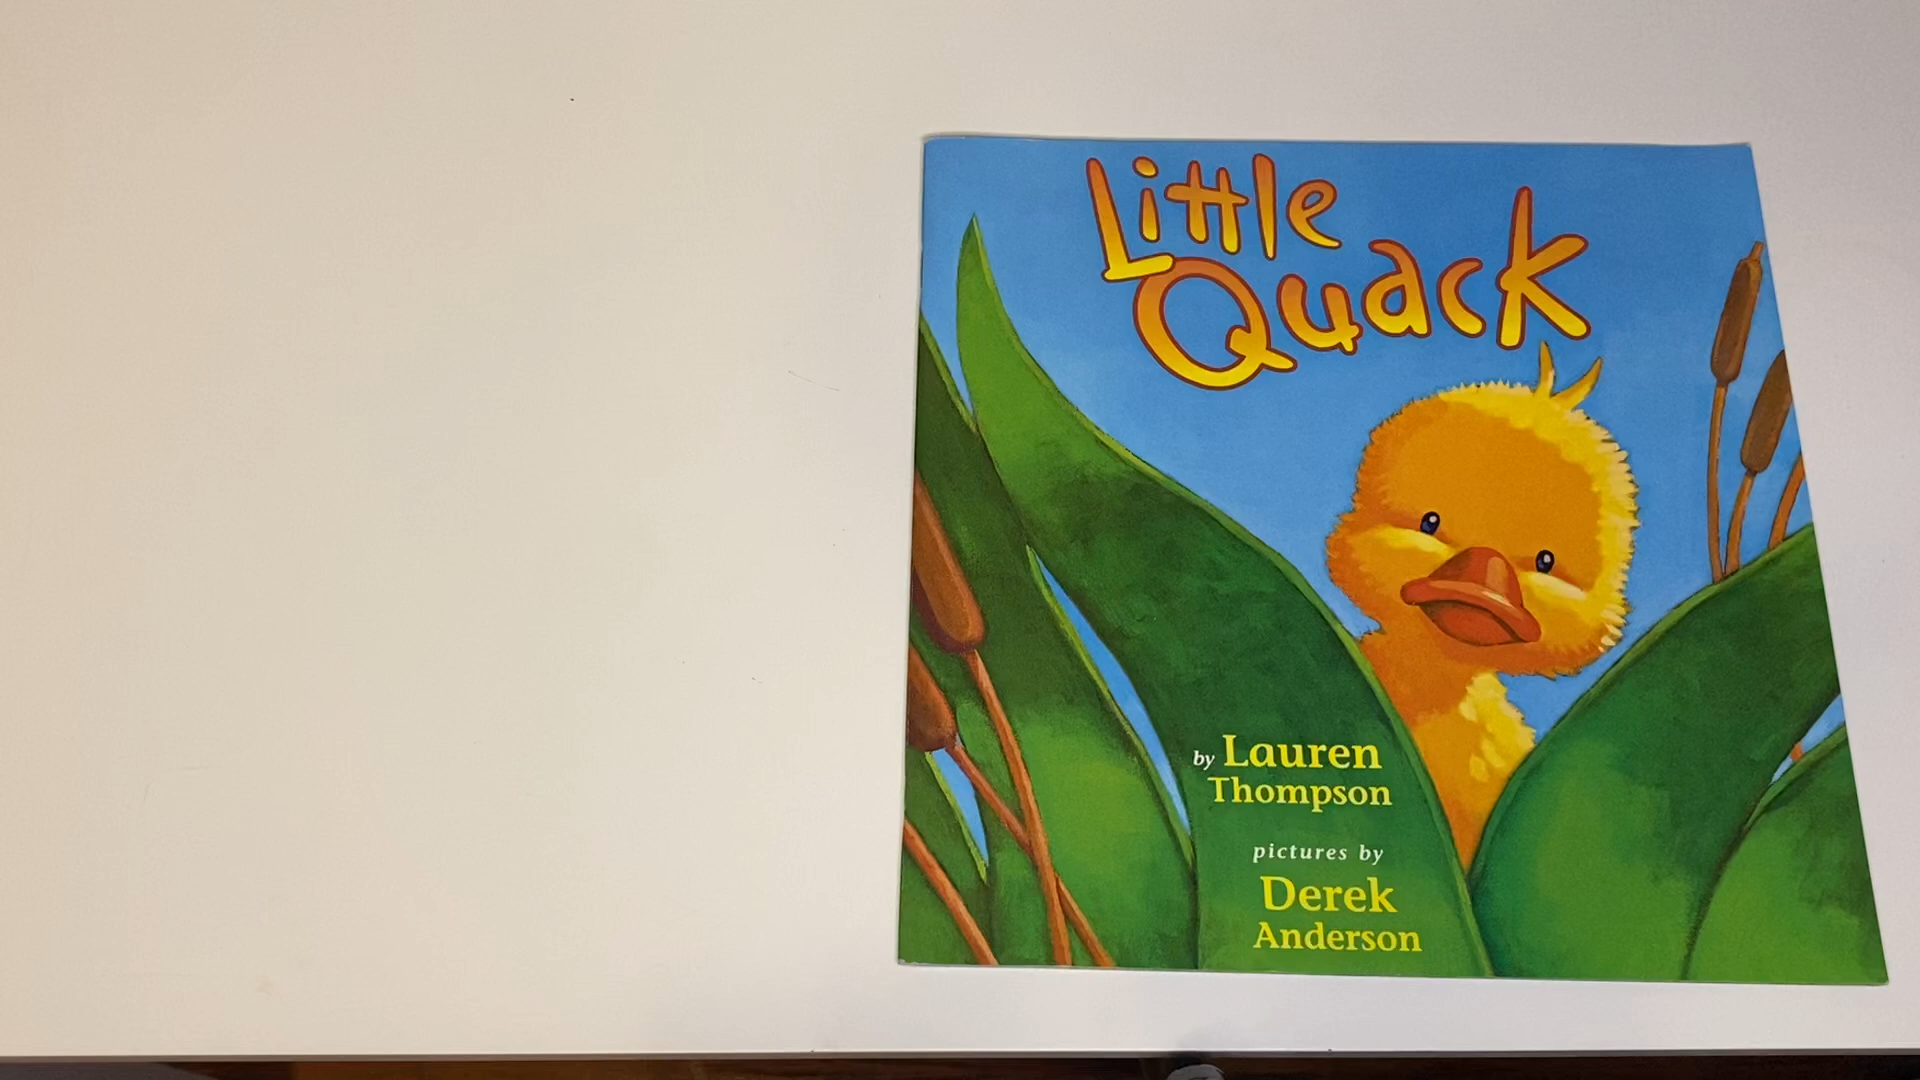 Little
Quack
by Lauren
Thompson
pictures by
Derek
Anderson